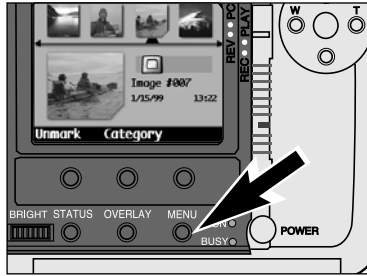 W T
REV PC
REC PLAY
Image #007
1/15/99 13:22
Unmark Category
BRIGHT STATUS OVERLAY MENU
ON
BUSY
POWER